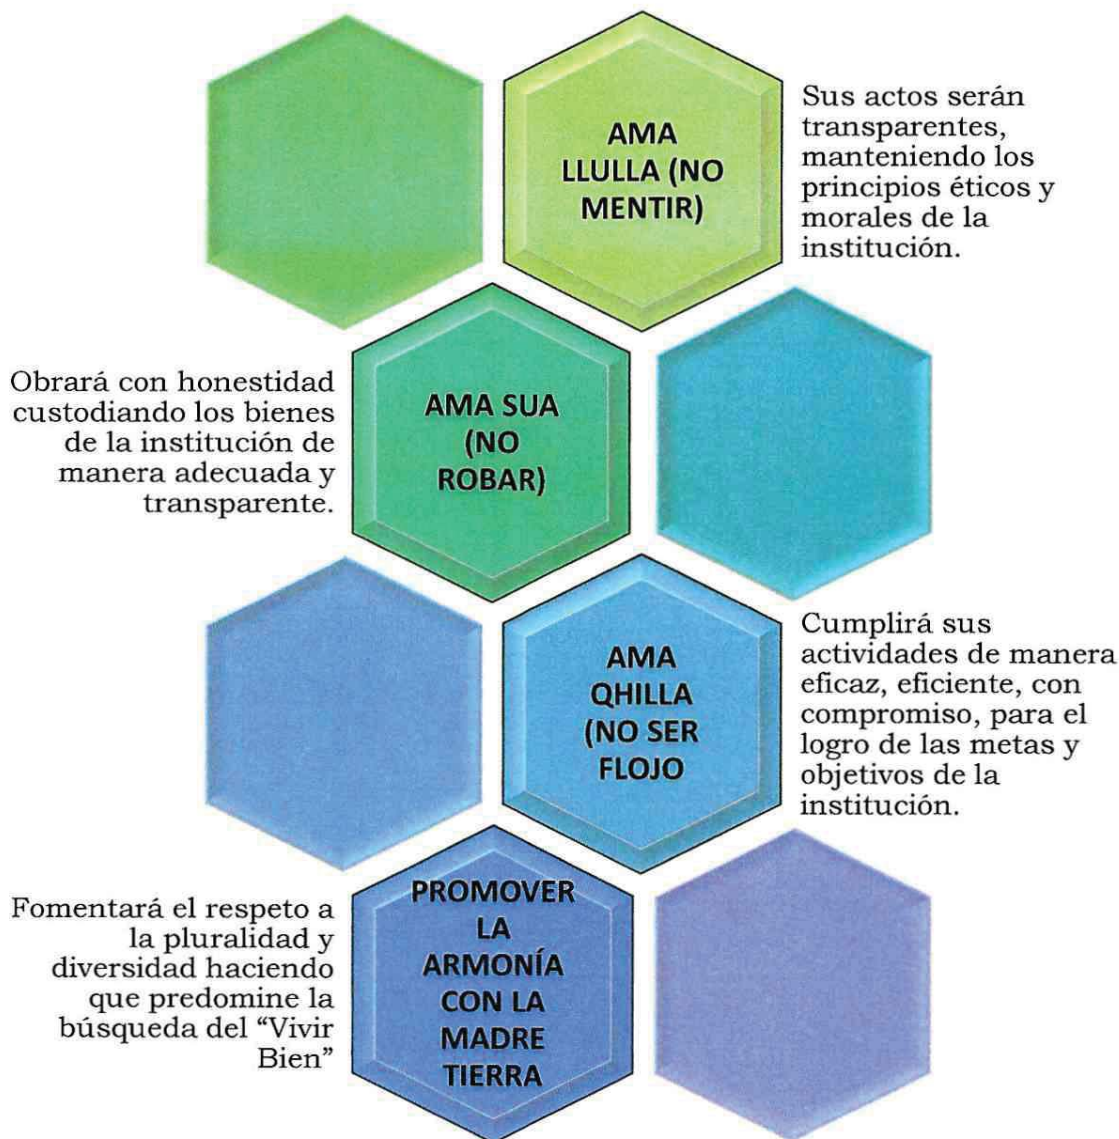 AMA
LLULLA (NO
MENTIR)
Sus actos serán
transparentes,
manteniendo los
principios éticos y
morales de la
institución.
Obrará con honestidad
custodiando los bienes
de la institución de
manera adecuada y
transparente.
AMA SUA
(NO
ROBAR)
AMA
QHILLA
(NO SER
FLOJO
Cumplirá sus
actividades de manera
eficaz, eficiente, con
compromiso, para el
logro de las metas y
objetivos de la
institución.
Fomentará el respeto a
la pluralidad y
diversidad haciendo
que predomine la
búsqueda del “Vivir
Bien”
PROMOVER
LA
ARMONÍA
CON LA
MADRE
TIERRA